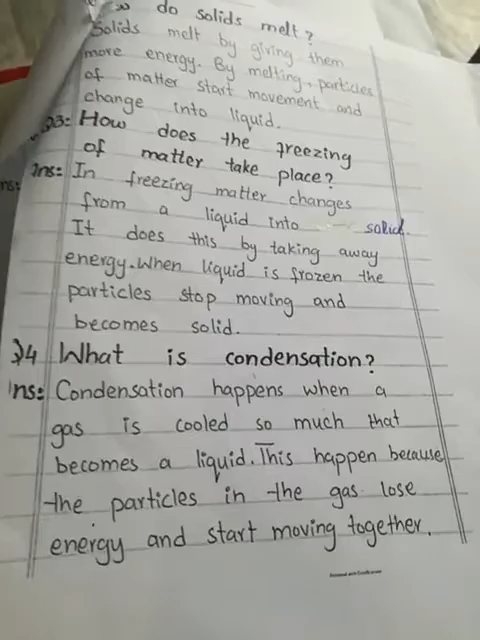 do solids melt?
Solids melt by giving them
more energy. By melting, particles
of matter start movement and
change into liquid.
Q3: How does the freezing
of matter take place?
Ans: In freezing matter changes
from a liquid into solid.
It does this by taking away
energy. When liquid is frozen the
particles stop moving and
becomes solid.
Q4 What is condensation?
Ans: Condensation happens when a
gas is cooled so much that
becomes a liquid. This happen because
the particles in the gas lose
energy and start moving together.